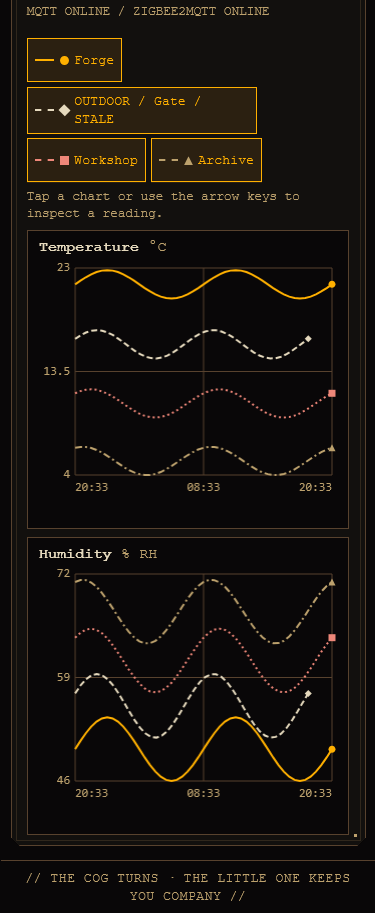 MQTT ONLINE / ZIGBEE2MQTT ONLINE
Forge
OUTDOOR / Gate /
STALE
Workshop
Archive
Tap a chart or use the arrow keys to
inspect a reading.
Temperature °C
23
13.5
4
20:33 08:33 20:33
Humidity % RH
72
59
46
20:33 08:33 20:33
// THE COG TURNS · THE LITTLE ONE KEEPS
YOU COMPANY //